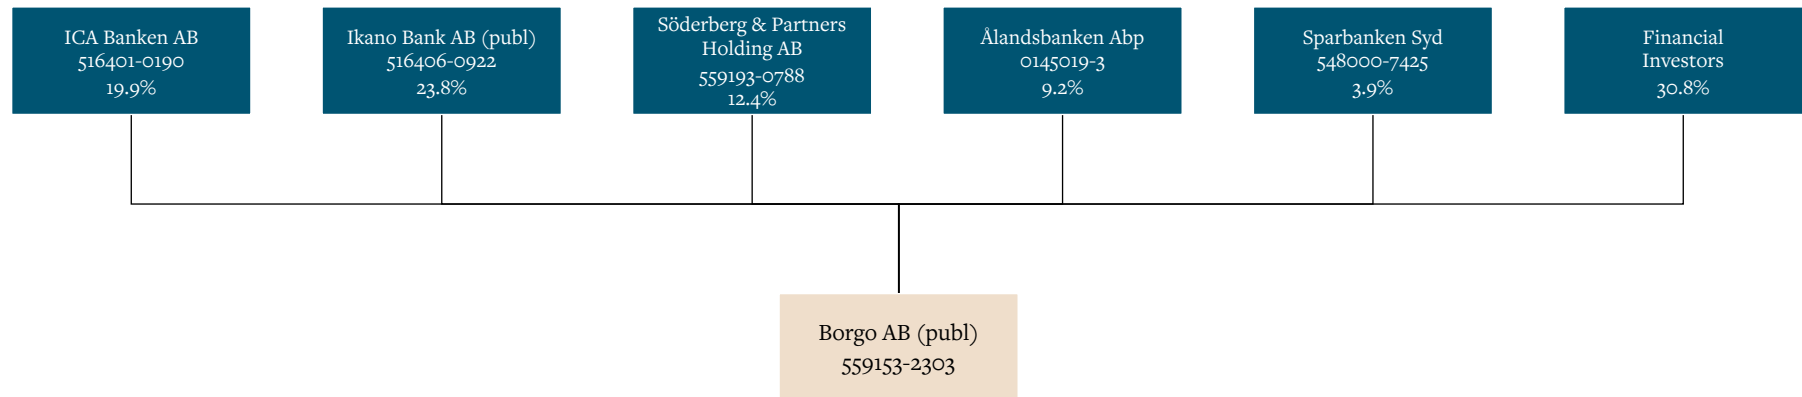 ICA Banken AB
516401-0190
19.9%
Ikano Bank AB (publ)
516406-0922
23.8%
Söderberg & Partners
Holding AB
559193-0788
12.4%
Ålandsbanken Abp
0145019-3
9.2%
Sparbanken Syd
548000-7425
3.9%
Financial
Investors
30.8%
Borgo AB (publ)
559153-2303